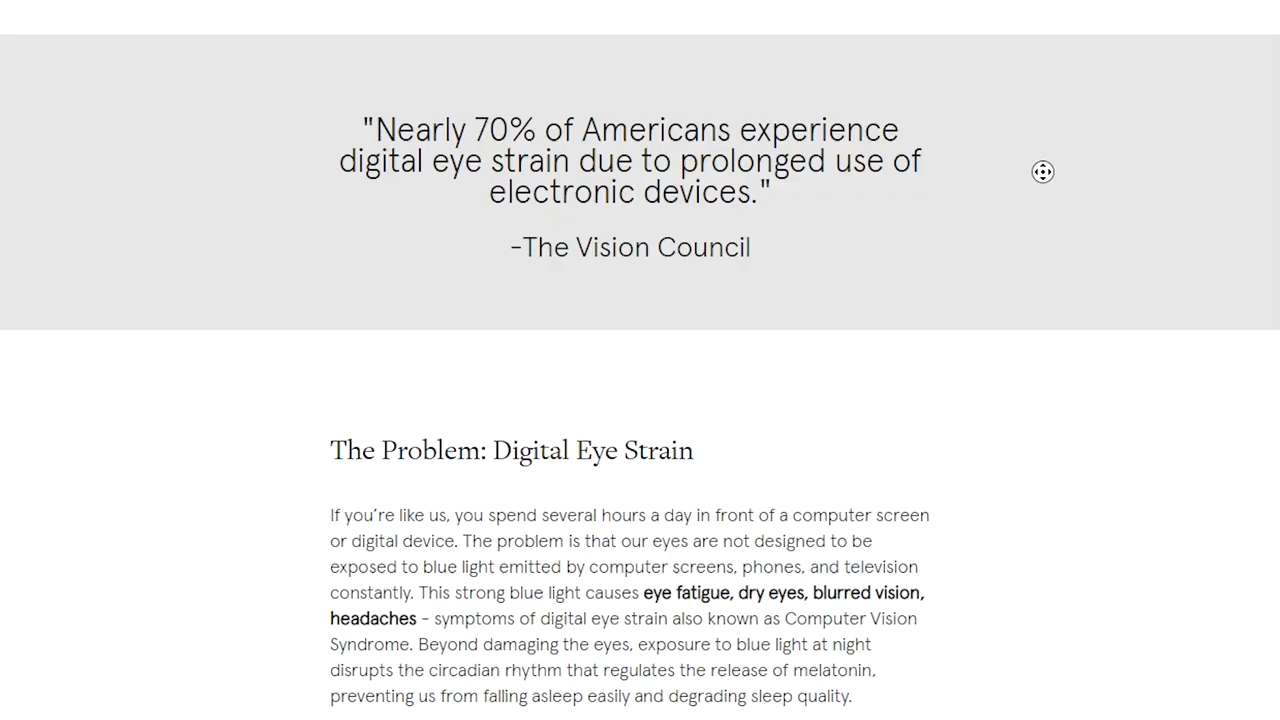 "Nearly 70% of Americans experience
digital eye strain due to prolonged use of
electronic devices."
-The Vision Council
The Problem: Digital Eye Strain
If you’re like us, you spend several hours a day in front of a computer screen
or digital device. The problem is that our eyes are not designed to be
exposed to blue light emitted by computer screens, phones, and television
constantly. This strong blue light causes eye fatigue, dry eyes, blurred vision,
headaches - symptoms of digital eye strain also known as Computer Vision
Syndrome. Beyond damaging the eyes, exposure to blue light at night
disrupts the circadian rhythm that regulates the release of melatonin,
preventing us from falling asleep easily and degrading sleep quality.